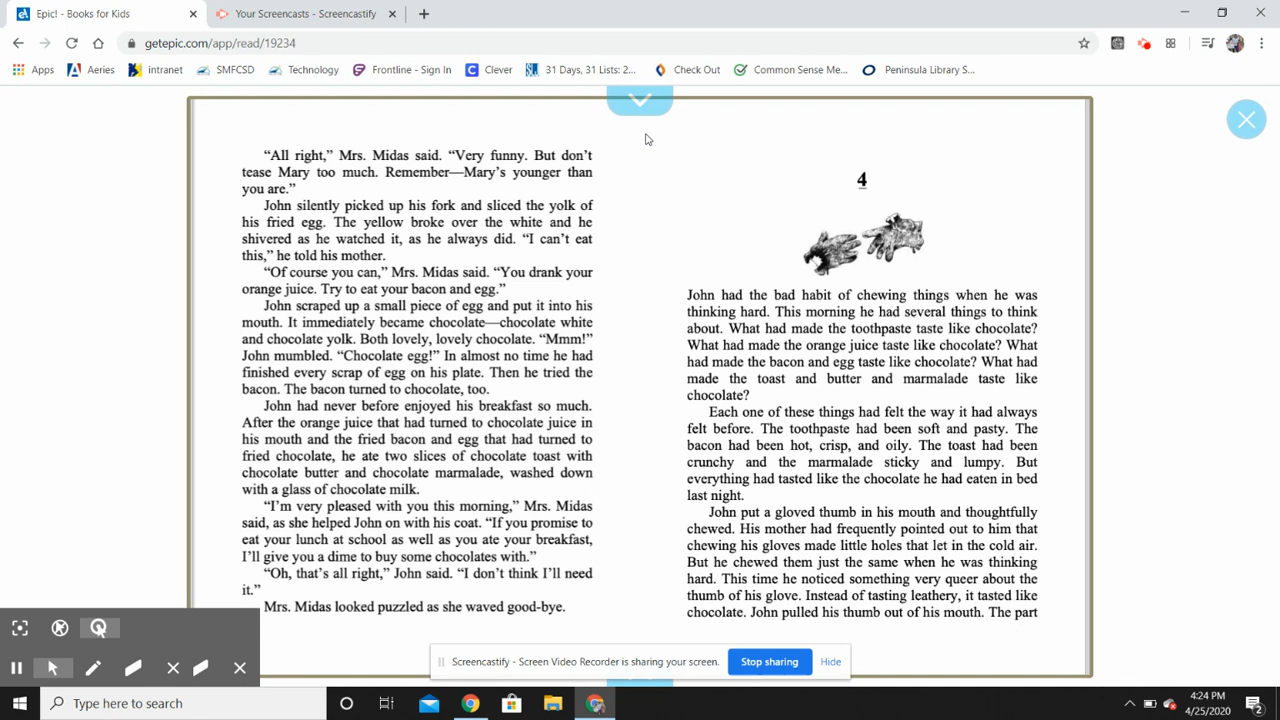 Epic! - Books for Kids
Your Screencasts - Screencastify
getepic.com/app/read/19234
Apps
Aeries
intranet
SMFCSD
Technology
Frontline - Sign In
Clever
31 Days, 31 Lists: 2...
Check Out
Common Sense Me...
Peninsula Library S...
“All right,” Mrs. Midas said. “Very funny. But don’t
tease Mary too much. Remember—Mary’s younger than
you are.”
John silently picked up his fork and sliced the yolk of
his fried egg. The yellow broke over the white and he
shivered as he watched it, as he always did. “I can’t eat
this,” he told his mother.
“Of course you can,” Mrs. Midas said. “You drank your
orange juice. Try to eat your bacon and egg.”
John scraped up a small piece of egg and put it into his
mouth. It immediately became chocolate—chocolate white
and chocolate yolk. Both lovely, lovely chocolate. “Mmm!”
John mumbled. “Chocolate egg!” In almost no time he had
finished every scrap of egg on his plate. Then he tried the
bacon. The bacon turned to chocolate, too.
John had never before enjoyed his breakfast so much.
After the orange juice that had turned to chocolate juice in
his mouth and the fried bacon and egg that had turned to
fried chocolate, he ate two slices of chocolate toast with
chocolate butter and chocolate marmalade, washed down
with a glass of chocolate milk.
“I’m very pleased with you this morning,” Mrs. Midas
said, as she helped John on with his coat. “If you promise to
eat your lunch at school as well as you ate your breakfast,
I’ll give you a dime to buy some chocolates with.”
“Oh, that’s all right,” John said. “I don’t think I’ll need
it.”
Mrs. Midas looked puzzled as she waved good-bye.
4
John had the bad habit of chewing things when he was
thinking hard. This morning he had several things to think
about. What had made the toothpaste taste like chocolate?
What had made the orange juice taste like chocolate? What
had made the bacon and egg taste like chocolate? What had
made the toast and butter and marmalade taste like
chocolate?
Each one of these things had felt the way it had always
felt before. The toothpaste had been soft and pasty. The
bacon had been hot, crisp, and oily. The toast had been
crunchy and the marmalade sticky and lumpy. But
everything had tasted like the chocolate he had eaten in bed
last night.
John put a gloved thumb in his mouth and thoughtfully
chewed. His mother had frequently pointed out to him that
chewing his gloves made little holes that let in the cold air.
But he chewed them just the same when he was thinking
hard. This time he noticed something very queer about the
thumb of his glove. Instead of tasting leathery, it tasted like
chocolate. John pulled his thumb out of his mouth. The part
Screencastify - Screen Video Recorder is sharing your screen.
Stop sharing
Hide
Type here to search
4:24 PM
4/25/2020
2